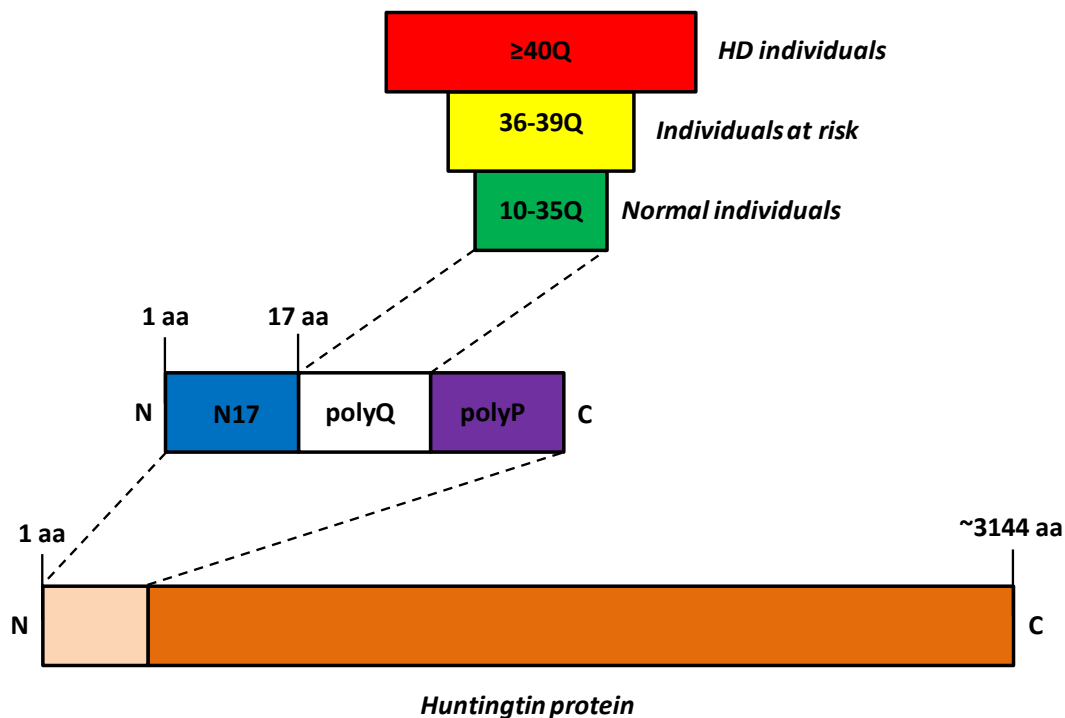 ≥40Q
HD individuals
36-39Q
Individuals at risk
10-35Q
Normal individuals
1 aa
17 aa
N
N17
polyQ
polyP
C
1 aa
~3144 aa
N
C
Huntingtin protein